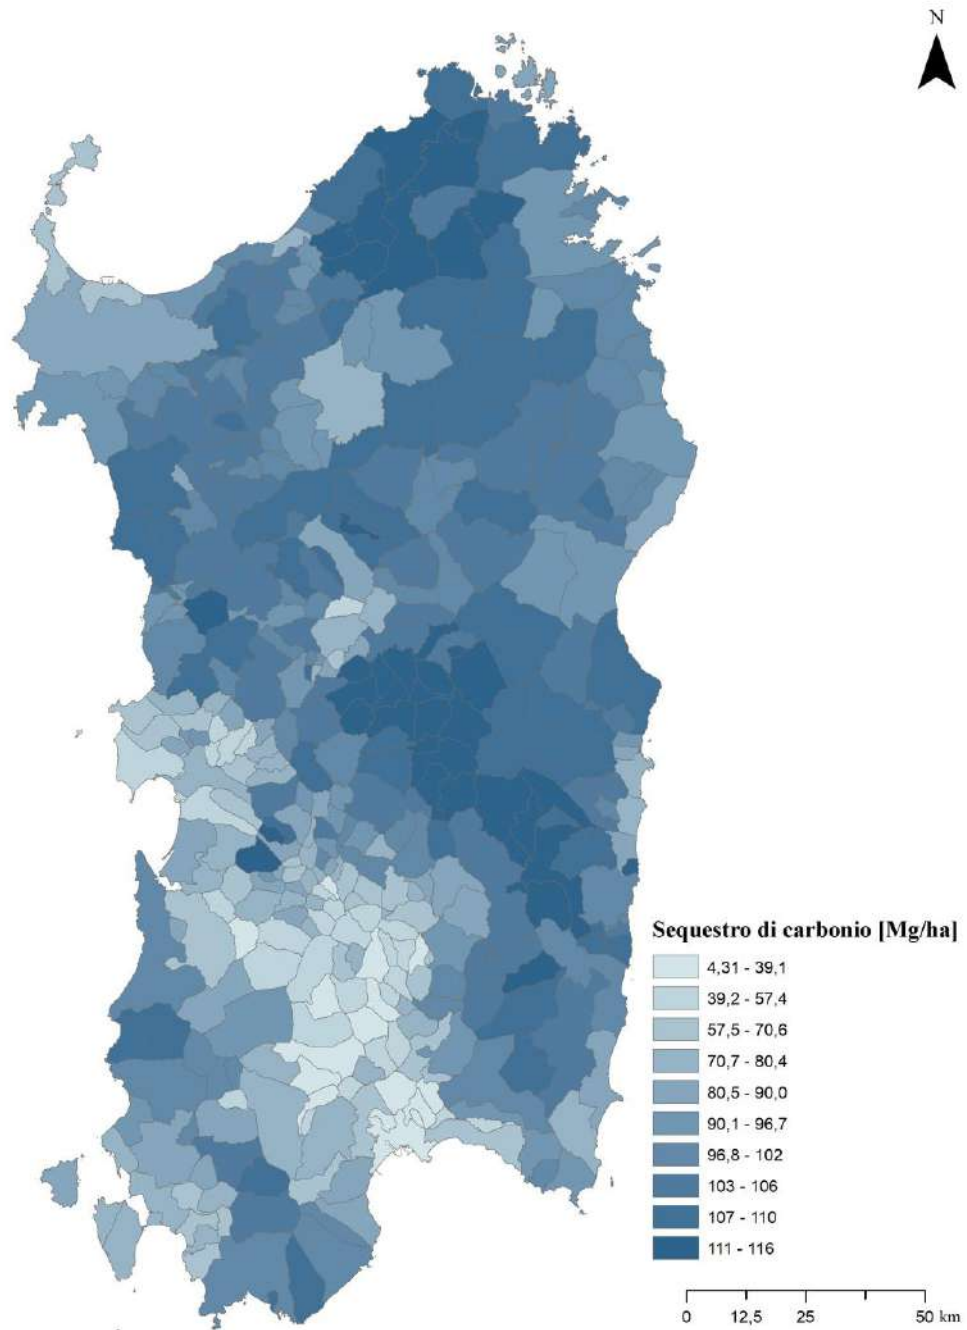 N
Sequestro di carbonio [Mg/ha]
4,31 - 39,1
39,2 - 57,4
57,5 - 70,6
70,7 - 80,4
80,5 - 90,0
90,1 - 96,7
96,8 - 102
103 - 106
107 - 110
111 - 116
0 12,5 25 50 km